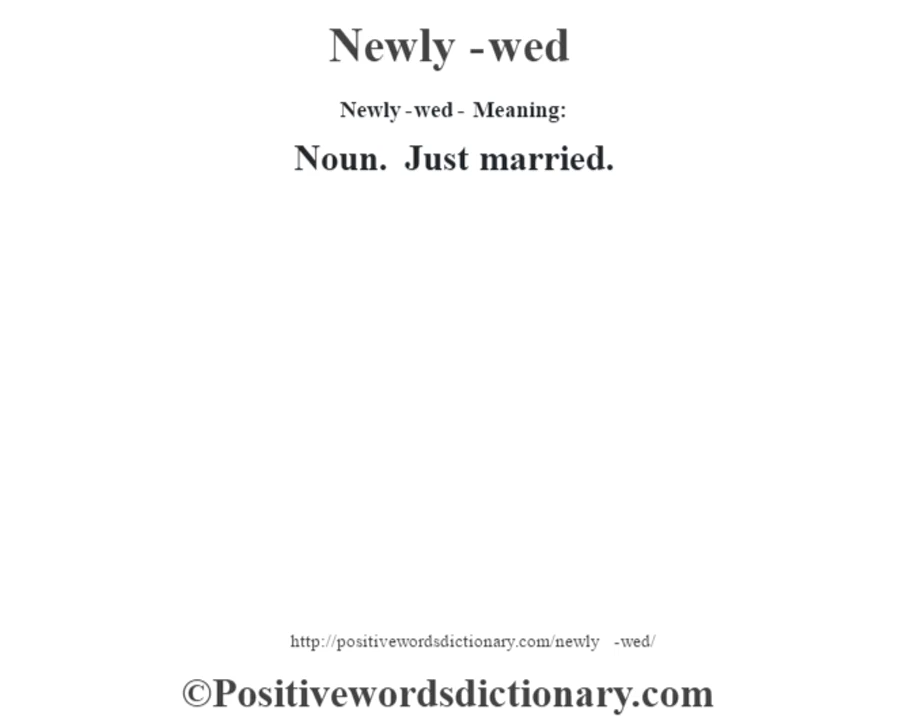 Newly -wed
Newly -wed - Meaning:
Noun. Just married.
http://positivewordsdictionary.com/newly -wed/
©Positivewordsdictionary.com